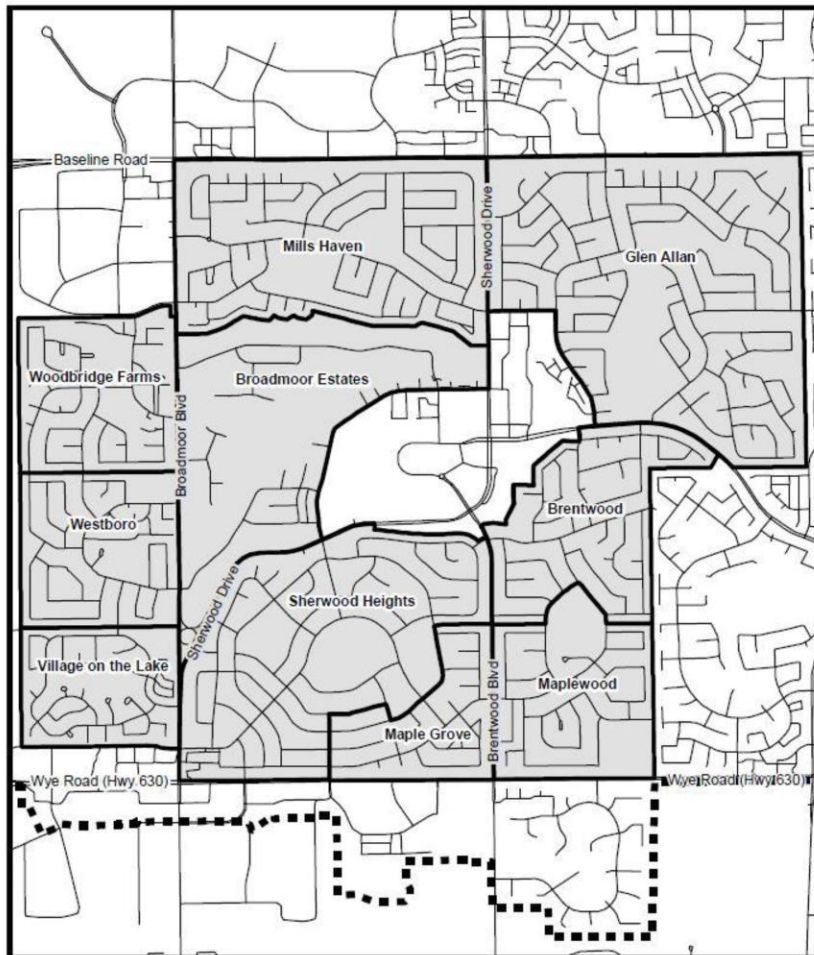 Baseline Road
Sherwood Drive
Mills Haven
Glen Allan
Woodbridge Farms
Broadmoor Estates
Broadmoor Blvd
Westboro
Brentwood
Sherwood Drive
Sherwood Heights
Village on the Lake
Maplewood
Brentwood Blvd
Maple Grove
Wye Road (Hwy 630)
Wye Road (Hwy 630)